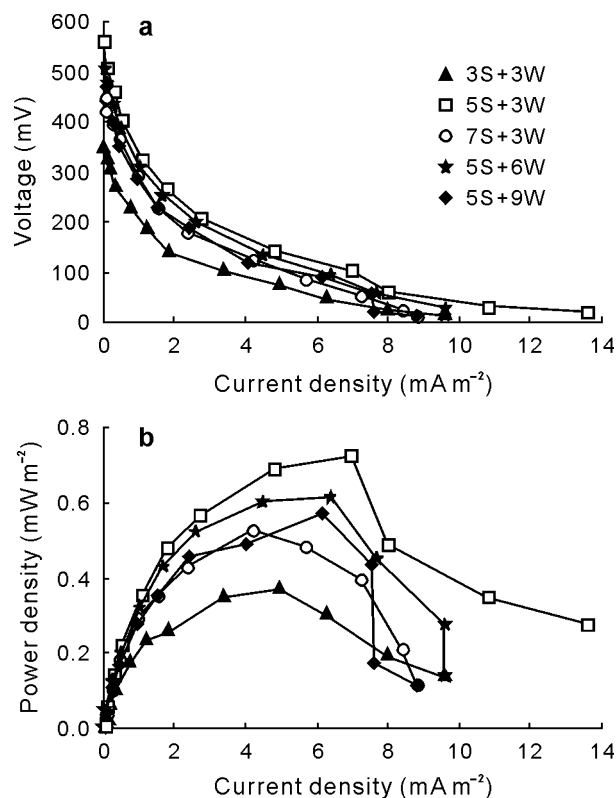 a
600
500
400
300
200
100
0
Voltage (mV)
3S+3W
5S+3W
7S+3W
5S+6W
5S+9W
0 2 4 6 8 10 12 14
Current density (mA m⁻²)
b
0.8
0.6
0.4
0.2
0.0
Power density (mW m⁻²)
0 2 4 6 8 10 12 14
Current density (mA m⁻²)